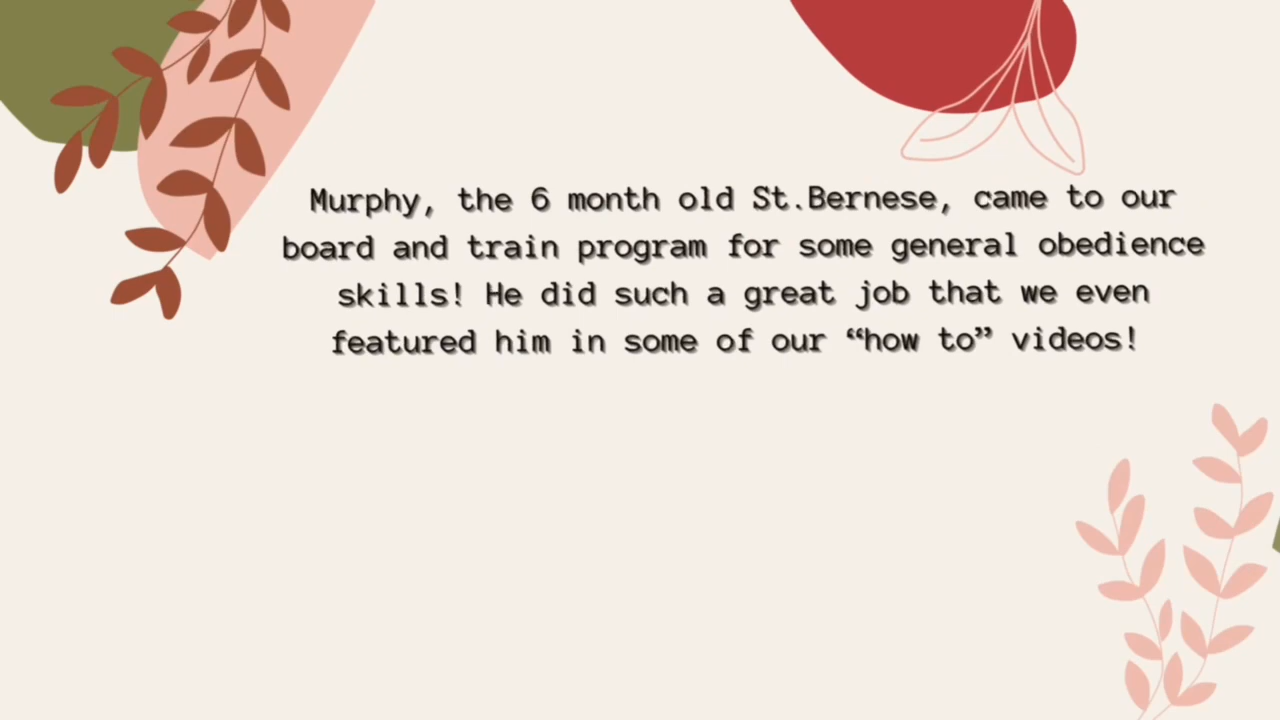 Murphy, the 6 month old St.Bernese, came to our
board and train program for some general obedience
skills! He did such a great job that we even
featured him in some of our “how to” videos!